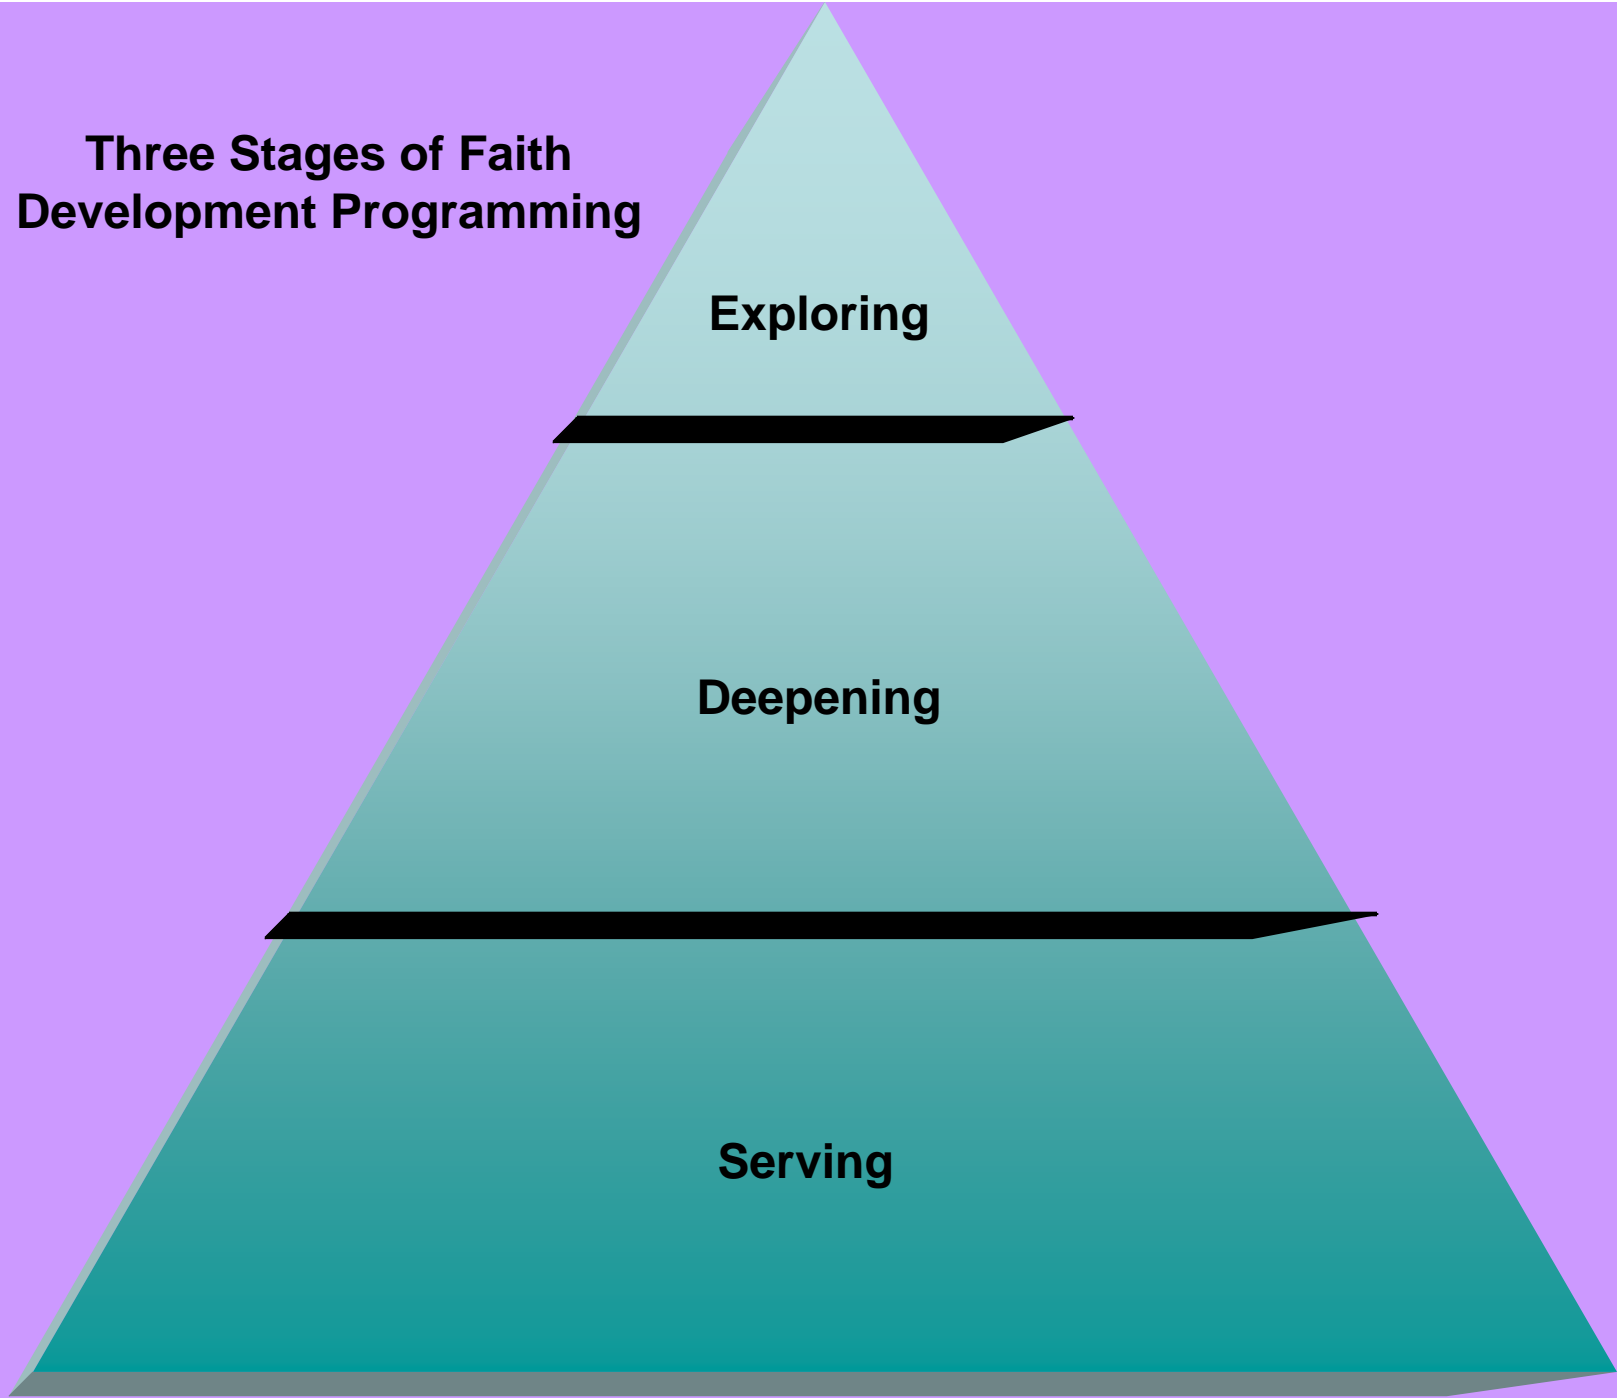 Three Stages of Faith
Development Programming
Exploring
Deepening
Serving